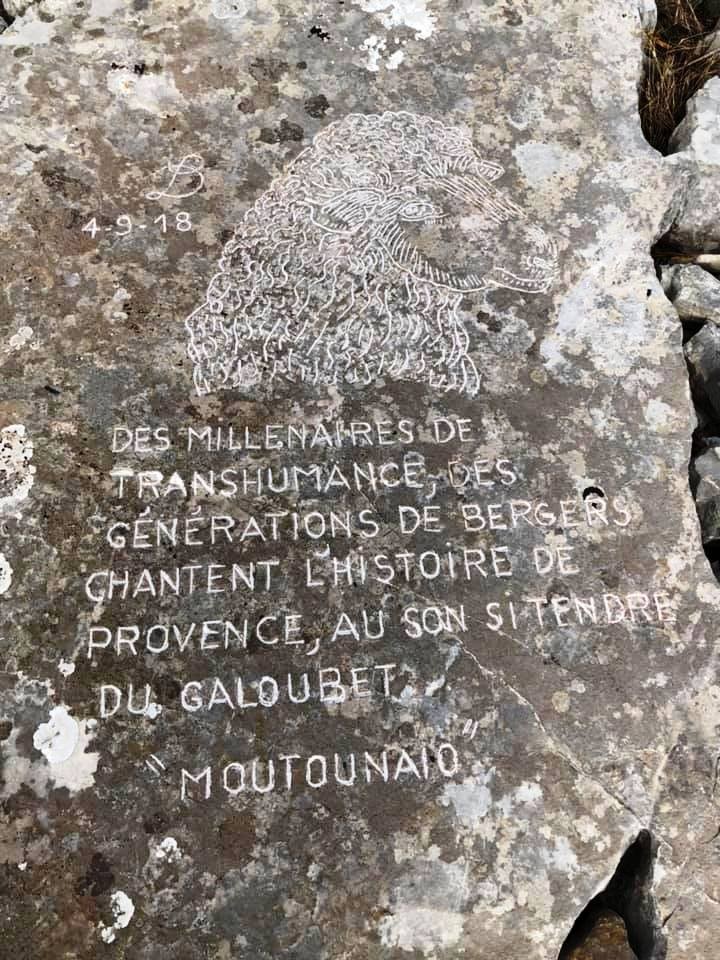 B
4-9-18
DES MILLENAIRES DE
TRANSHUMANCE, DES
GÉNÉRATIONS DE BERGERS
CHANTENT L'HISTOIRE DE
PROVENCE, AU SON SI TENDRE
DU GALOUBET,
"MOUTOUNAIO"